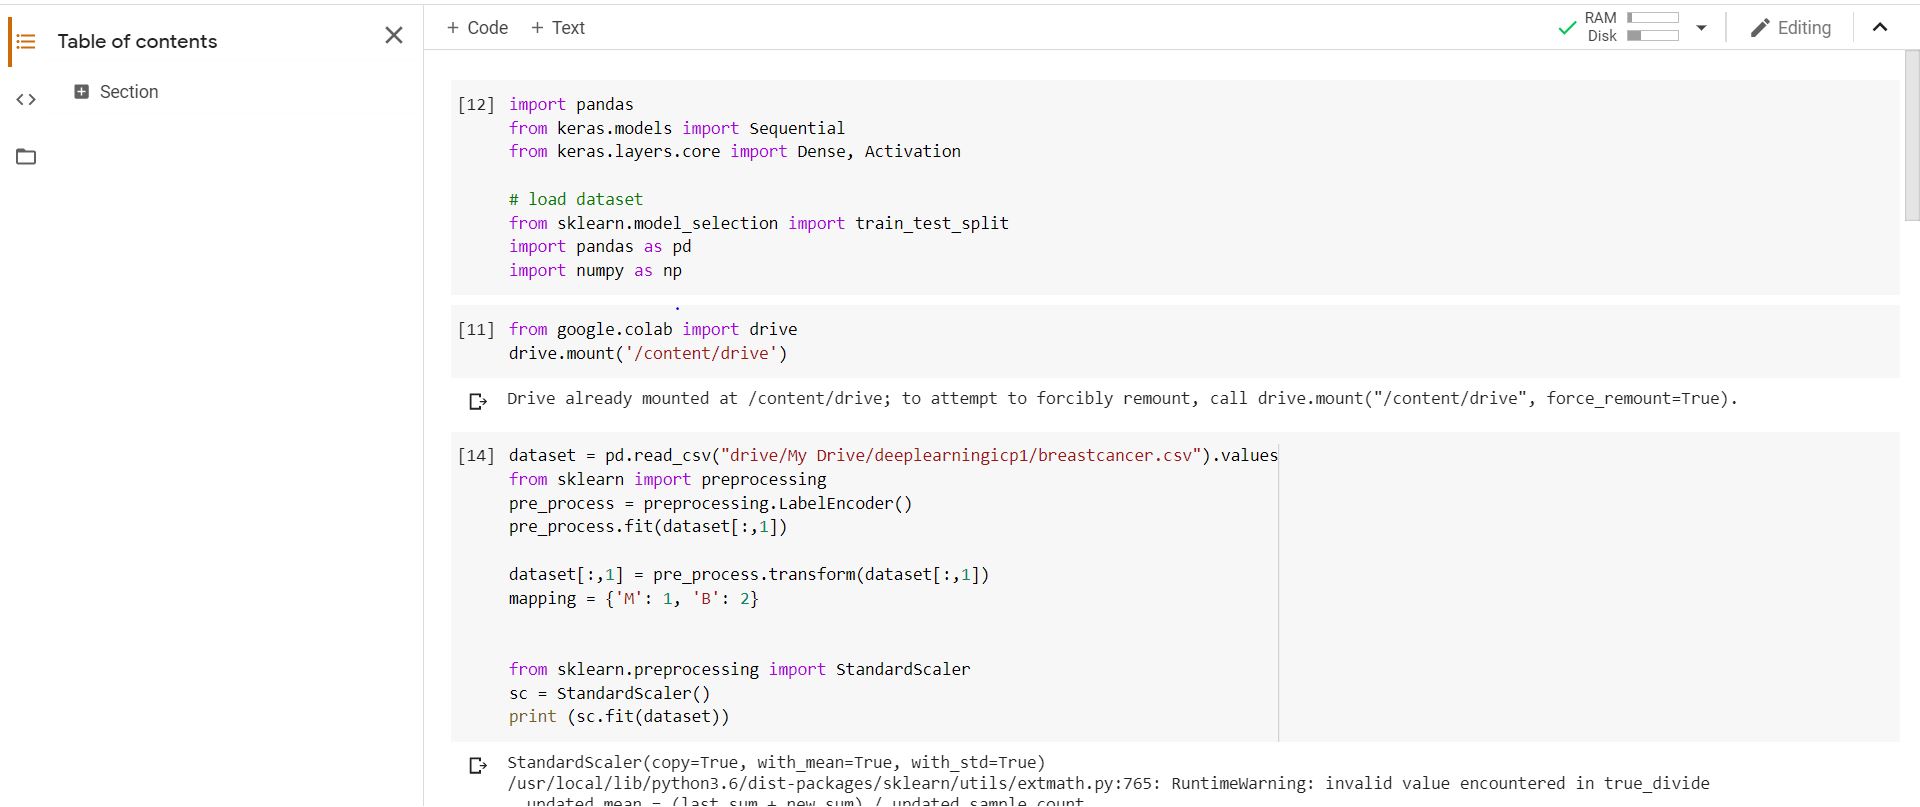 Table of contents
Section
+ Code + Text
RAM
Disk
Editing
[12] import pandas
from keras.models import Sequential
from keras.layers.core import Dense, Activation
# load dataset
from sklearn.model_selection import train_test_split
import pandas as pd
import numpy as np
[11] from google.colab import drive
drive.mount('/content/drive')
Drive already mounted at /content/drive; to attempt to forcibly remount, call drive.mount("/content/drive", force_remount=True).
[14] dataset = pd.read_csv("drive/My Drive/deeplearningicp1/breastcancer.csv").values
from sklearn import preprocessing
pre_process = preprocessing.LabelEncoder()
pre_process.fit(dataset[:,1])
dataset[:,1] = pre_process.transform(dataset[:,1])
mapping = {'M': 1, 'B': 2}
from sklearn.preprocessing import StandardScaler
sc = StandardScaler()
print (sc.fit(dataset))
StandardScaler(copy=True, with_mean=True, with_std=True)
/usr/local/lib/python3.6/dist-packages/sklearn/utils/extmath.py:765: RuntimeWarning: invalid value encountered in true_divide
updated_mean = (last_sum + new_sum) / updated_sample_count